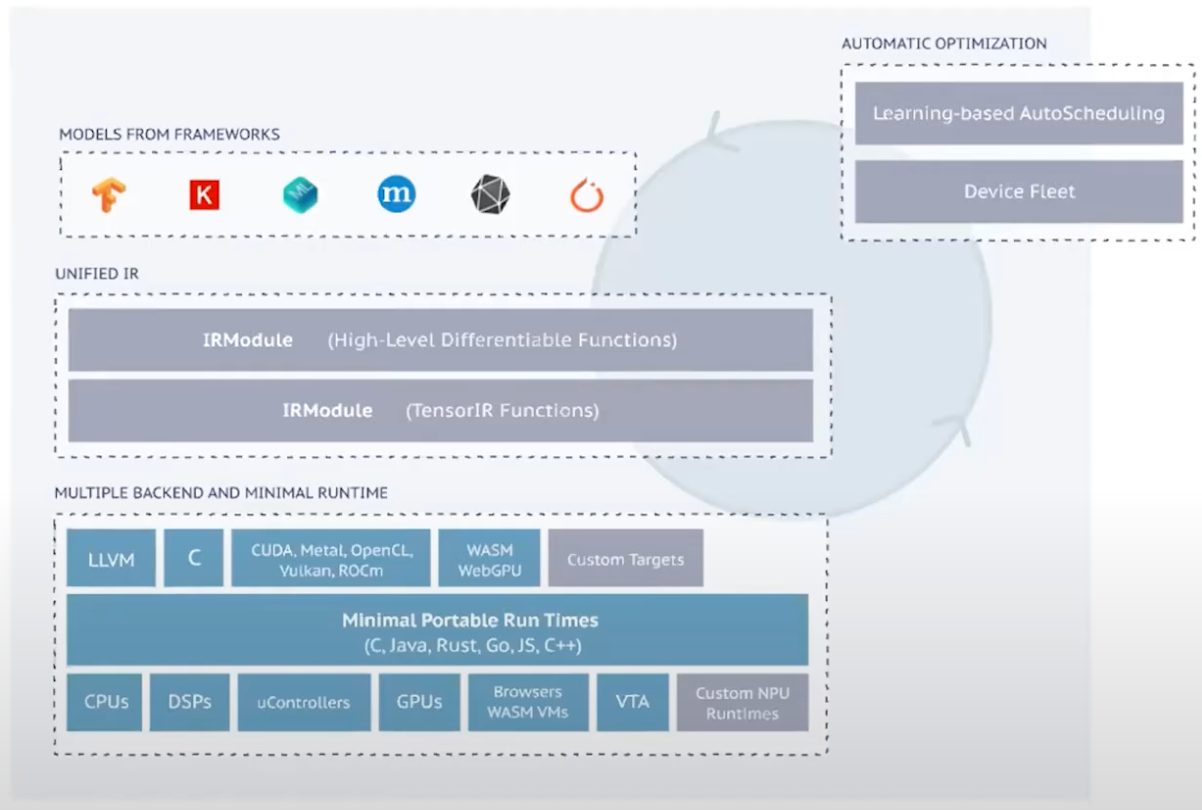 AUTOMATIC OPTIMIZATION
Learning-based AutoScheduling
Device Fleet
MODELS FROM FRAMEWORKS
K
ML
m
UNIFIED IR
IRModule (High-Level Differentiable Functions)
IRModule (TensorIR Functions)
MULTIPLE BACKEND AND MINIMAL RUNTIME
LLVM
C
CUDA, Metal, OpenCL,
Vulkan, ROCm
WASM
WebGPU
Custom Targets
Minimal Portable Run Times
(C, Java, Rust, Go, JS, C++)
CPUs
DSPs
uControllers
GPUs
Browsers
WASM VMs
VTA
Custom NPU
Runtimes